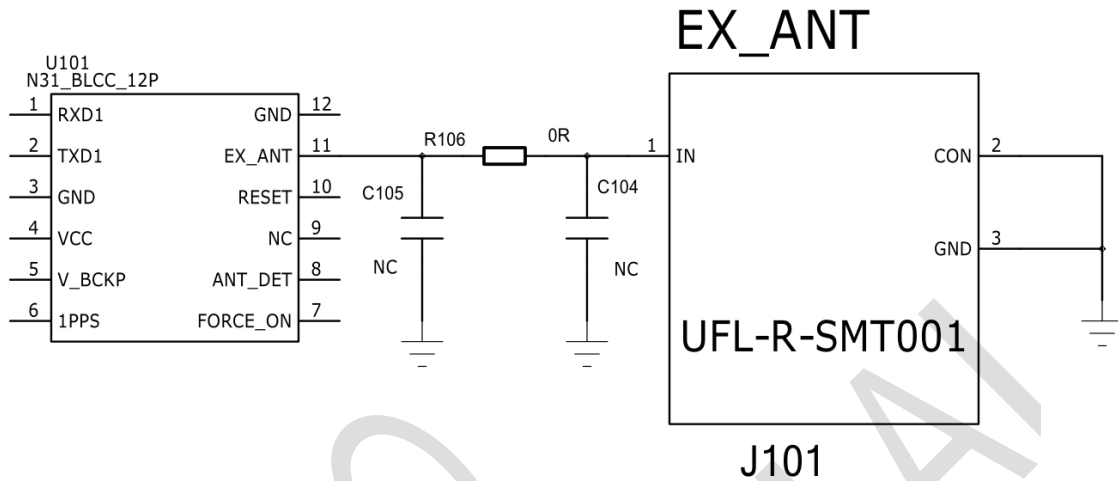 EX_ANT
U101
N31_BLCC_12P
1 RXD1 GND 12
2 TXD1 EX_ANT 11
3 GND RESET 10
4 VCC NC 9
5 V_BCKP ANT_DET 8
6 1PPS FORCE_ON 7
R106 0R
C105
NC
C104
NC
1 IN CON 2
GND 3
UFL-R-SMT001
J101